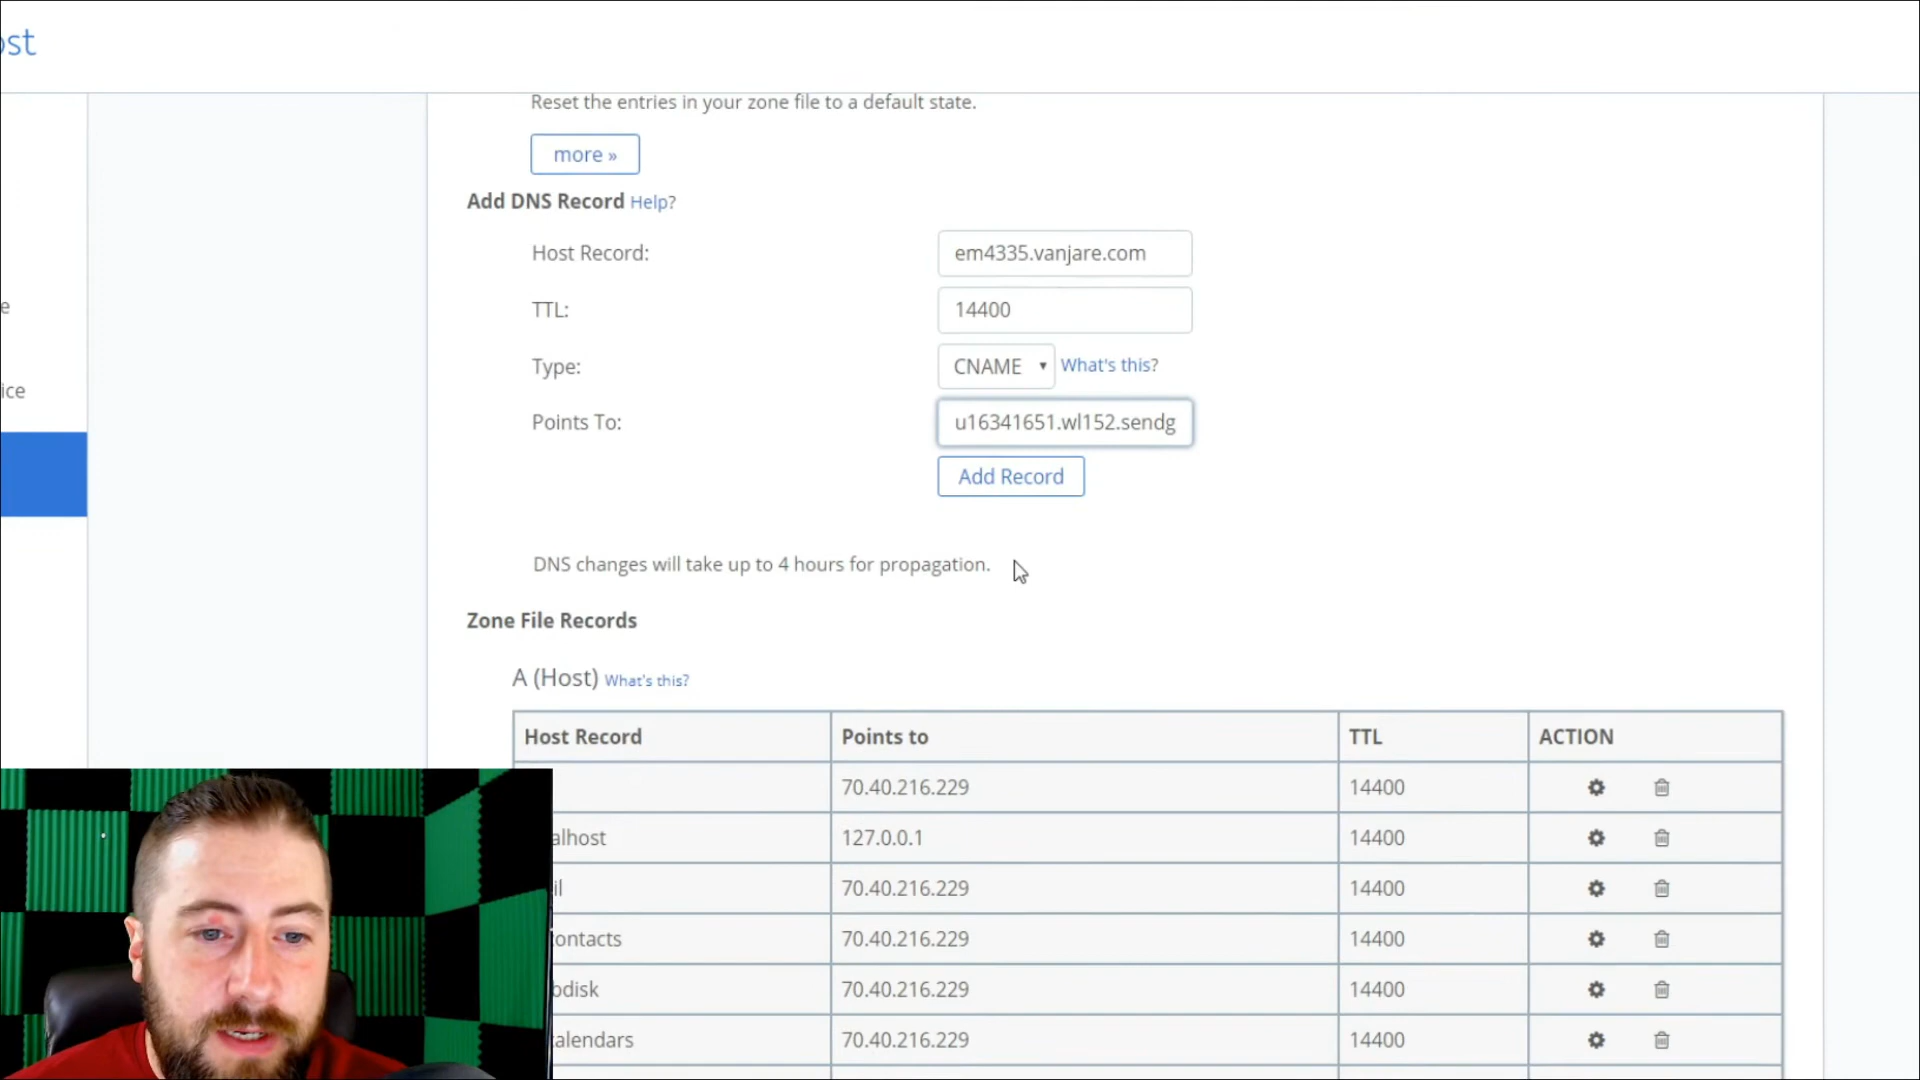 ost
Reset the entries in your zone file to a default state.
more »
Add DNS Record Help?
Host Record: em4335.vanjare.com
TTL: 14400
Type: CNAME What's this?
Points To: u16341651.wl152.sendg
Add Record
DNS changes will take up to 4 hours for propagation.
Zone File Records
A (Host) What's this?
Host Record Points to TTL ACTION
70.40.216.229 14400
alhost 127.0.0.1 14400
il 70.40.216.229 14400
contacts 70.40.216.229 14400
odisk 70.40.216.229 14400
calendars 70.40.216.229 14400
e
ice